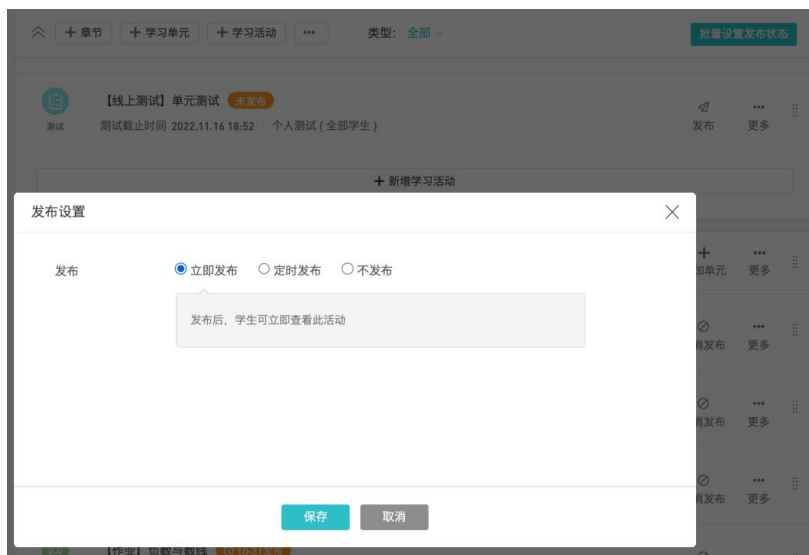 章节
学习单元
学习活动
类型: 全部
批量设置发布状态
【线上测试】单元测试 未发布
测试
测试截止时间 2022.11.16 18:52 个人测试 ( 全部学生 )
发布
更多
新增学习活动
发布设置
发布
立即发布
定时发布
不发布
发布后，学生可立即查看此活动
加单元
更多
消发布
更多
消发布
更多
消发布
更多
保存
取消
【作业】负数与数线 10-31发布